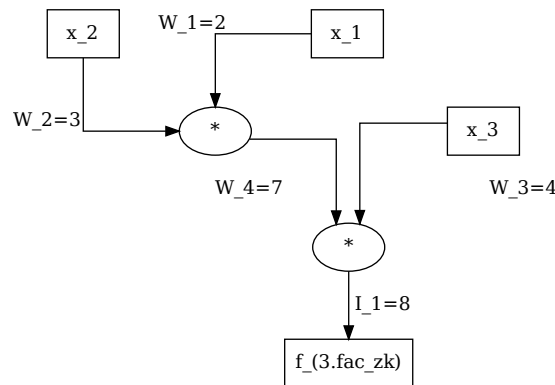 W_1=2
x_2
x_1
W_2=3
*
x_3
W_4=7
W_3=4
*
I_1=8
f_(3.fac_zk)